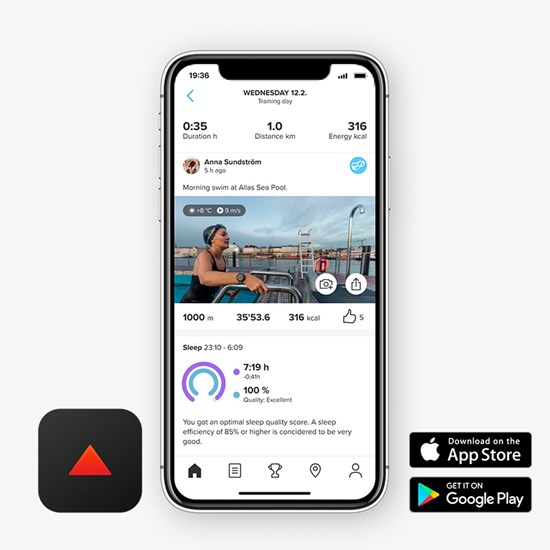 19:36
WEDNESDAY 12.2.
Training day
0:35 1.0 316
Duration h Distance km Energy kcal
Anna Sundström
5 h ago
Morning swim at Allas Sea Pool.
+8 °C 9 m/s
1000 m 35'53.6 316 kcal 5
Sleep 23:10 - 6:09
7:19 h
-0:41h
100 %
Quality: Excellent
You got an optimal sleep quality score. A sleep
efficiency of 85% or higher is concidered to be very
good.
Download on the
App Store
GET IT ON
Google Play